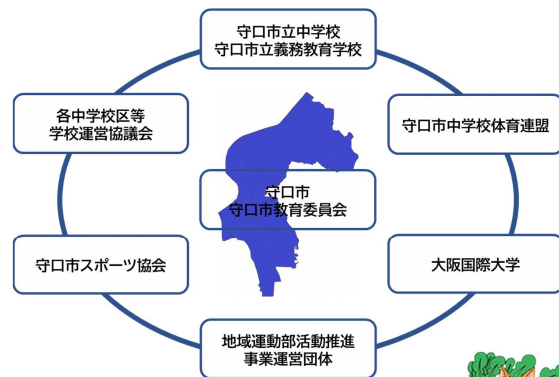 守口市立中学校
守口市立義務教育学校
各中学校区等
学校運営協議会
守口市中学校体育連盟
守口市
守口市教育委員会
守口市スポーツ協会
大阪国際大学
地域運動部活動推進
事業運営団体